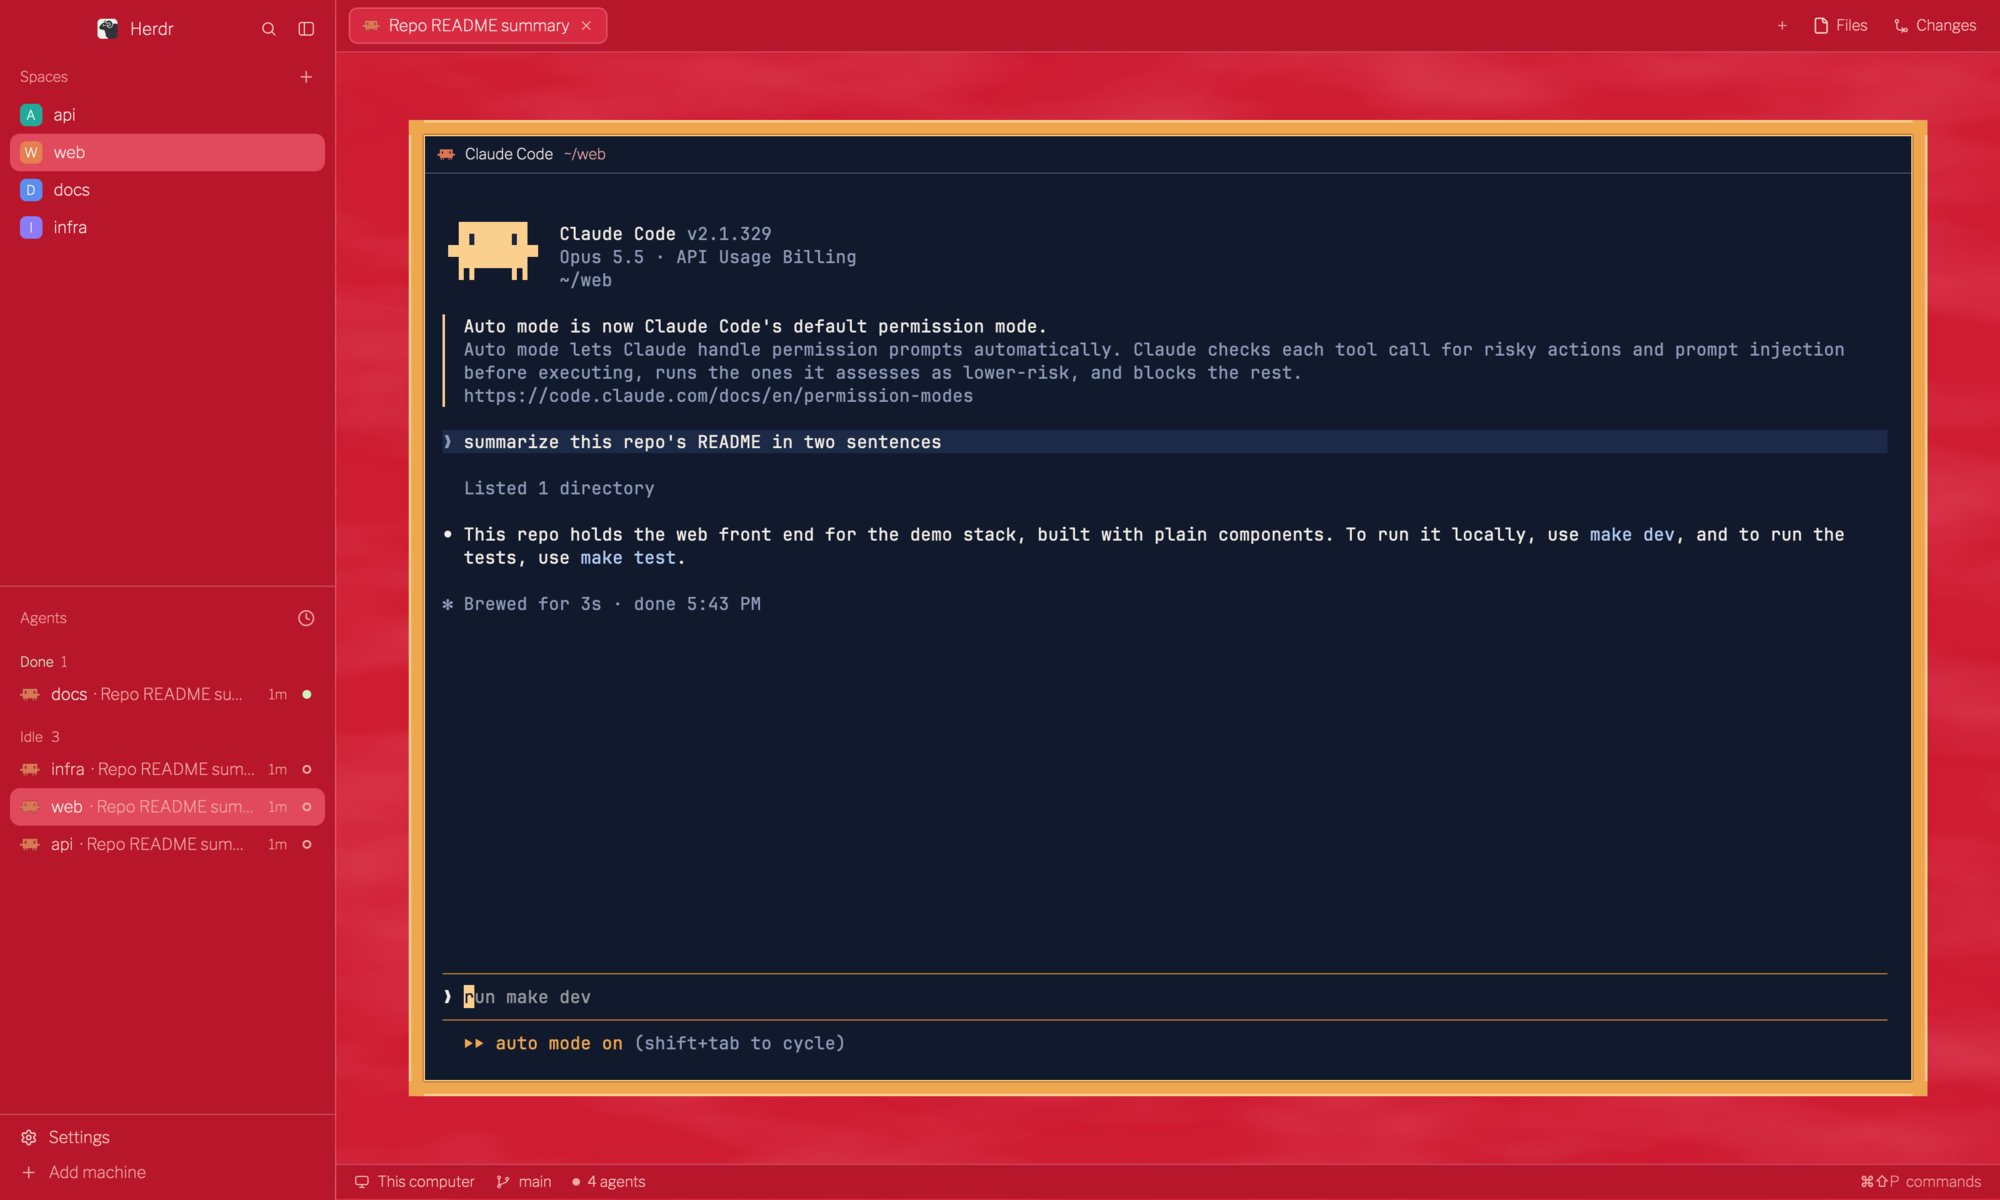 Herdr
Spaces
A api
W web
D docs
I infra
Agents
Done 1
docs · Repo README su... 1m
Idle 3
infra · Repo README sum... 1m
web · Repo README sum... 1m
api · Repo README sum... 1m
Settings
Add machine
Repo README summary
Files
Changes
Claude Code ~/web
Claude Code v2.1.329
Opus 5.5 · API Usage Billing
~/web
Auto mode is now Claude Code's default permission mode.
Auto mode lets Claude handle permission prompts automatically. Claude checks each tool call for risky actions and prompt injection
before executing, runs the ones it assesses as lower-risk, and blocks the rest.
https://code.claude.com/docs/en/permission-modes
❯ summarize this repo's README in two sentences
Listed 1 directory
● This repo holds the web front end for the demo stack, built with plain components. To run it locally, use make dev, and to run the
tests, use make test.
✻ Brewed for 3s · done 5:43 PM
❯ run make dev
⏵⏵ auto mode on (shift+tab to cycle)
This computer
main
4 agents
⌘⇧P commands